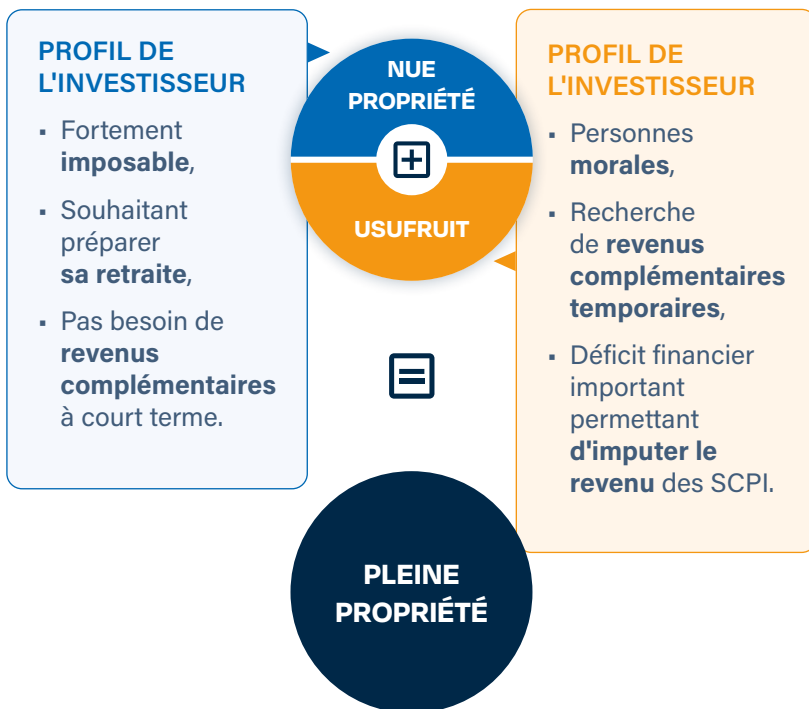 PROFIL DE
L'INVESTISSEUR
▪ Fortement
imposable,
▪ Souhaitant
préparer
sa retraite,
▪ Pas besoin de
revenus
complémentaires
à court terme.
NUE
PROPRIÉTÉ
USUFRUIT
PROFIL DE
L'INVESTISSEUR
▪ Personnes
morales,
▪ Recherche
de revenus
complémentaires
temporaires,
▪ Déficit financier
important
permettant
d'imputer le
revenu des SCPI.
PLEINE
PROPRIÉTÉ